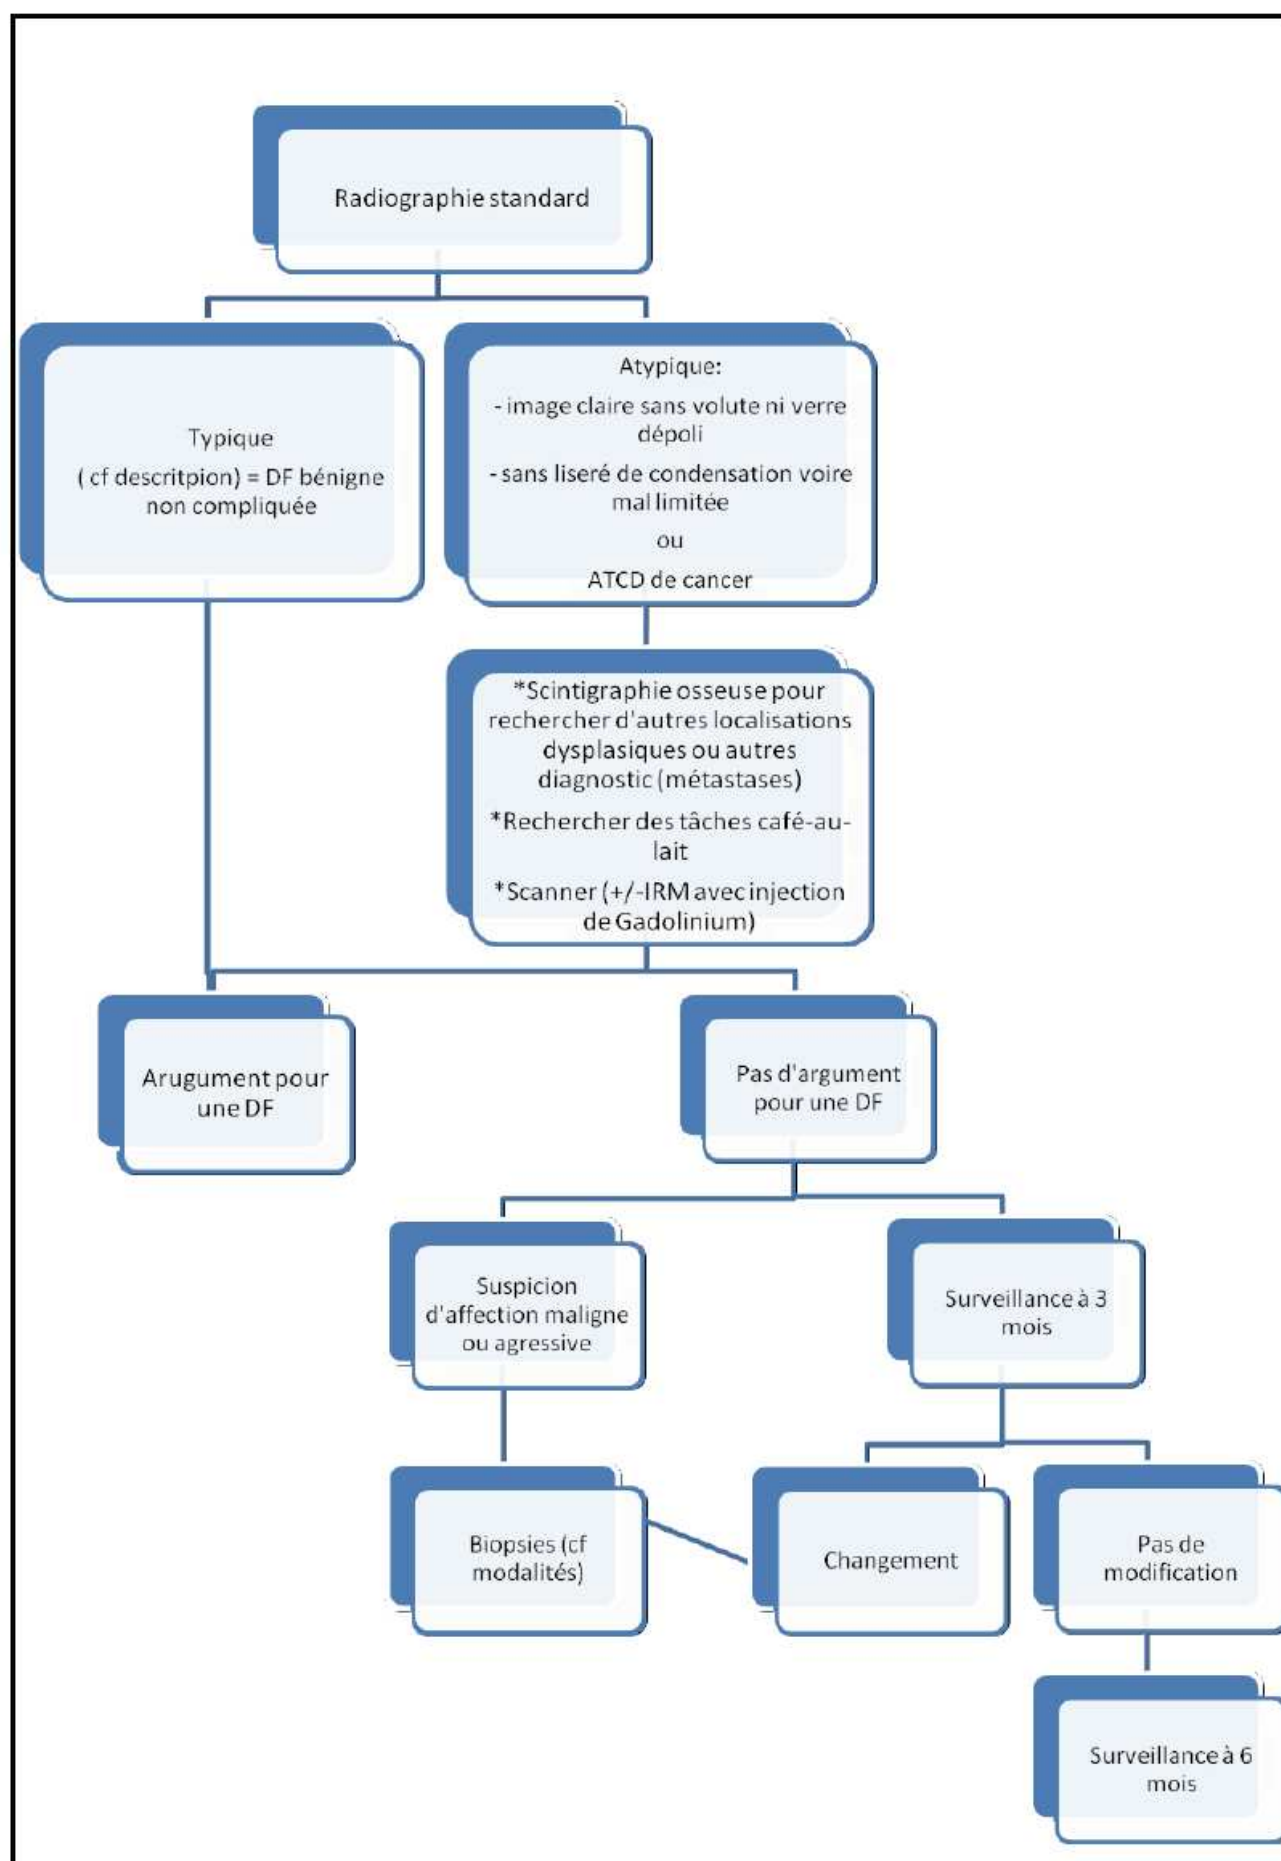 Radiographie standard
Typique
( cf descritpion) = DF bénigne
non compliquée
Atypique:
- image claire sans volute ni verre
dépoli
- sans liseré de condensation voire
mal limitée
ou
ATCD de cancer
*Scintigraphie osseuse pour
rechercher d'autres localisations
dysplasiques ou autres
diagnostic (métastases)
*Rechercher des tâches café-au-
lait
*Scanner (+/-IRM avec injection
de Gadolinium)
Arugument pour
une DF
Pas d'argument
pour une DF
Suspicion
d'affection maligne
ou agressive
Surveillance à 3
mois
Biopsies (cf
modalités)
Changement
Pas de
modification
Surveillance à 6
mois